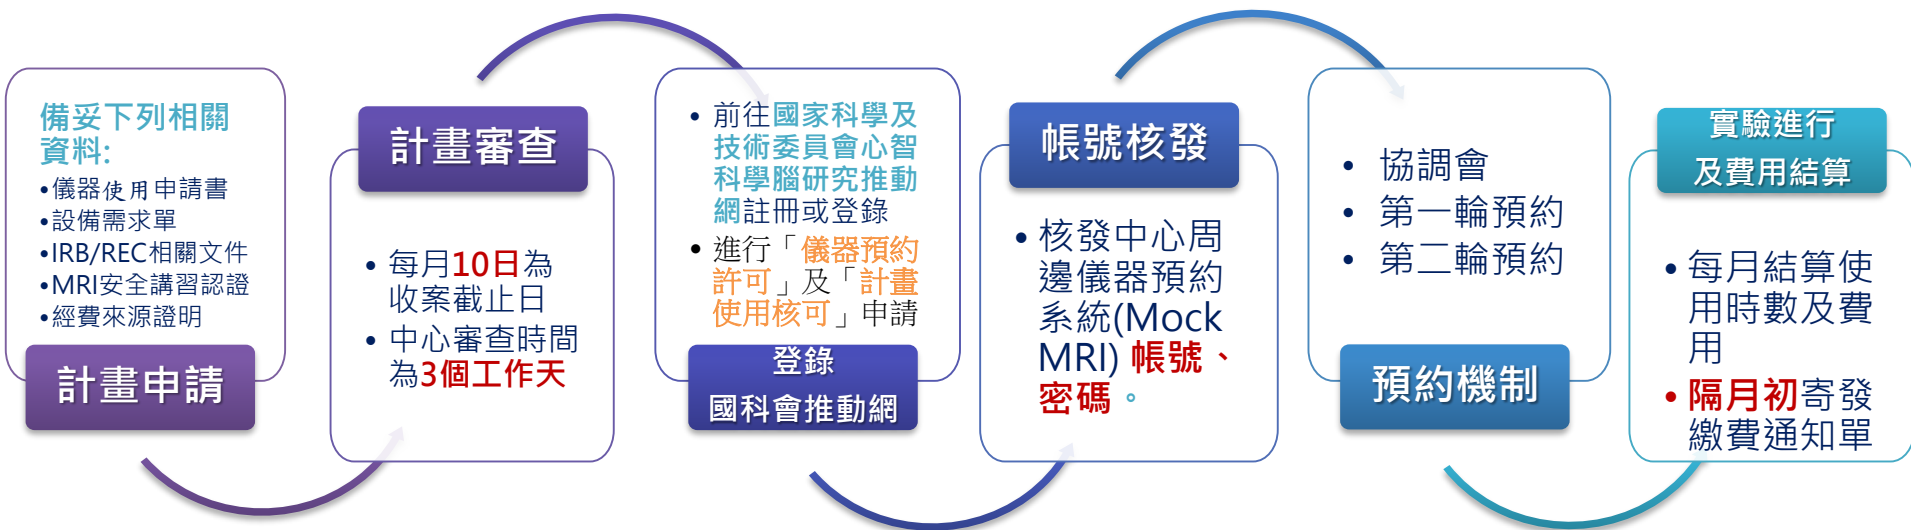 備妥下列相關
資料:
•儀器使用申請書
•設備需求單
•IRB/REC相關文件
•MRI安全講習認證
•經費來源證明
計畫申請
計畫審查
•每月10日為
收案截止日
•中心審查時間
為3個工作天
•前往國家科學及
技術委員會心智
科學腦研究推動
網註冊或登錄
•進行「儀器預約
許可」及「計畫
使用核可」申請
登錄
國科會推動網
帳號核發
•核發中心周
邊儀器預約
系統(Mock
MRI) 帳號、
密碼。
•協調會
•第一輪預約
•第二輪預約
預約機制
實驗進行
及費用結算
•每月結算使
用時數及費
用
•隔月初寄發
繳費通知單